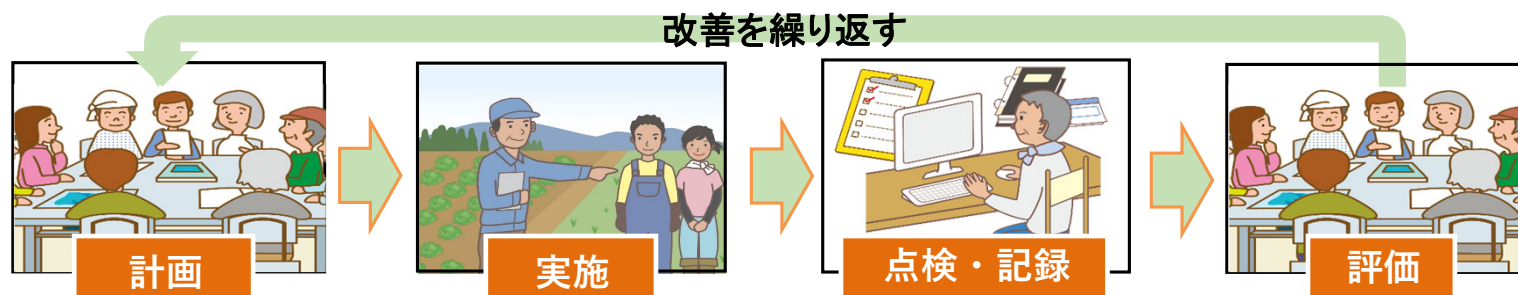 改善を繰り返す
計画
実施
点検・記録
評価